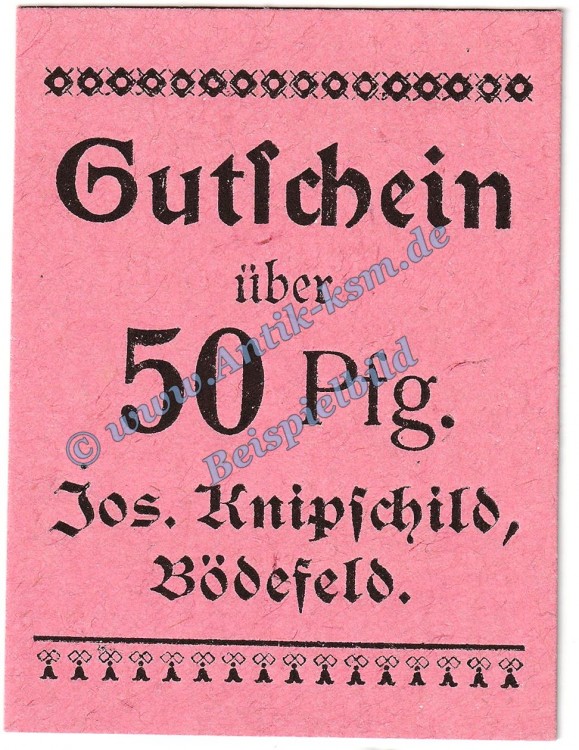 Gutſchein
über
50 Pfg.
Jos. Knipſchild,
Bödefeld.
© www.Antik-ksm.de
Beispielbild